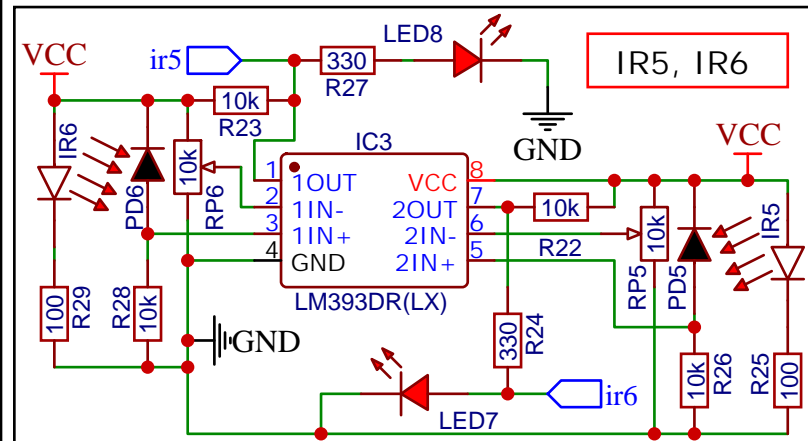 LED8
ir5
330
R27
IR5, IR6
VCC
10k
R23
GND
IR6
PD6
10k
RP6
IC3
VCC
1 1OUT VCC 8
2 1IN- 2OUT 7
3 1IN+ 2IN- 6
4 GND 2IN+ 5
LM393DR(LX)
10k
R22
10k
RP5
PD5
IR5
100
R29
R28
10k
GND
330
R24
10k
R26
R25
100
LED7
ir6